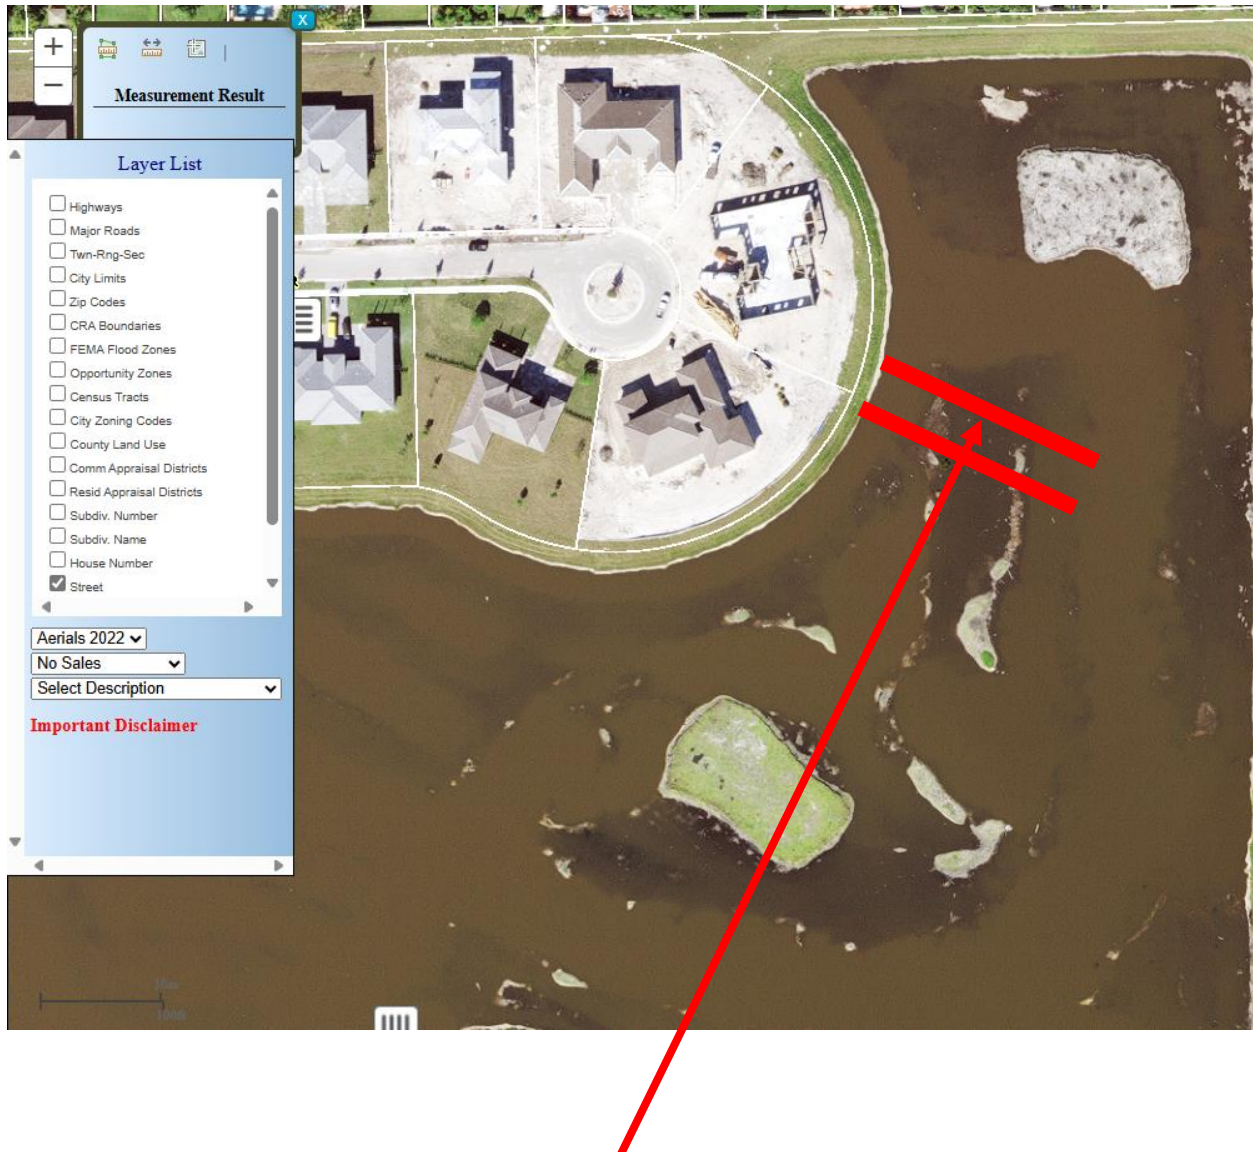 X
+
−
Measurement Result
Layer List
Highways
Major Roads
Twn-Rng-Sec
City Limits
Zip Codes
CRA Boundaries
FEMA Flood Zones
Opportunity Zones
Census Tracts
City Zoning Codes
County Land Use
Comm Appraisal Districts
Resid Appraisal Districts
Subdiv. Number
Subdiv. Name
House Number
Street
Aerials 2022
No Sales
Select Description
Important Disclaimer
30m
100ft